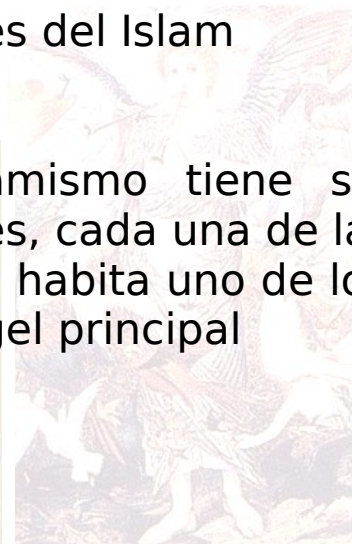 es del Islam
amismo tiene s
es, cada una de la
habita uno de lo
gel principal